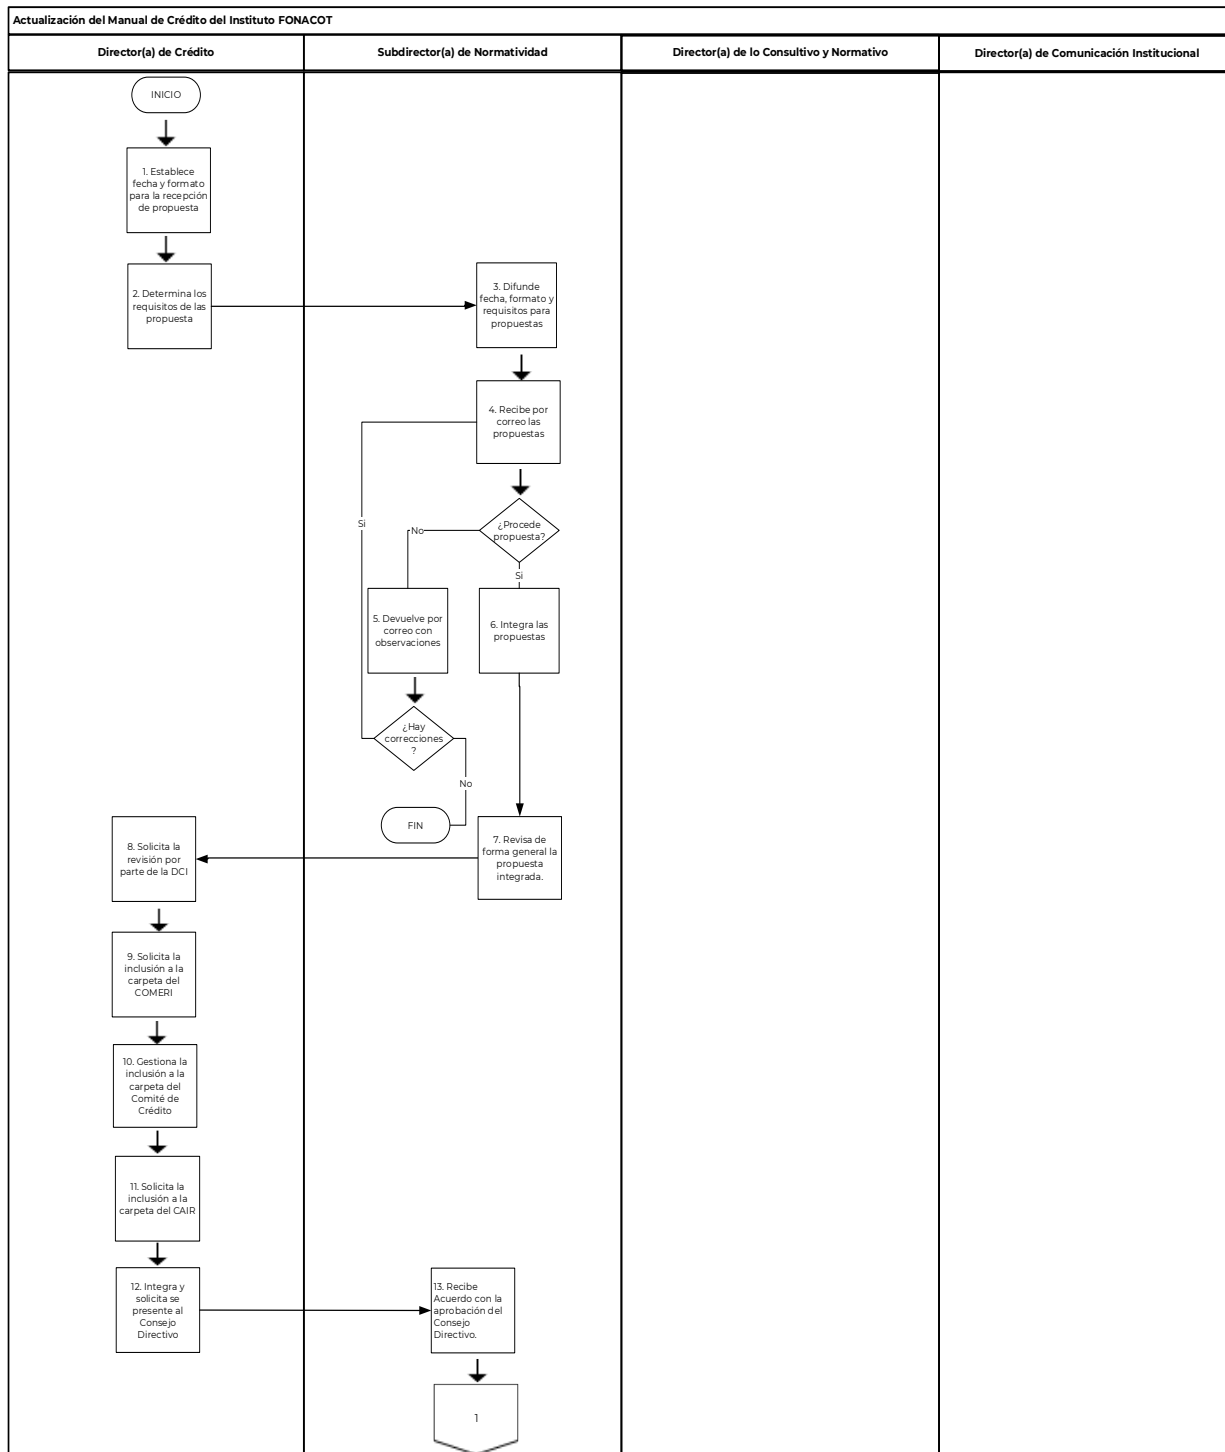 Actualización del Manual de Crédito del Instituto FONACOT
Director(a) de Crédito
Subdirector(a) de Normatividad
Director(a) de lo Consultivo y Normativo
Director(a) de Comunicación Institucional
INICIO
1. Establece
fecha y formato
para la recepción
de propuesta
2. Determina los
requisitos de las
propuesta
3. Difunde
fecha, formato y
requisitos para
propuestas
4. Recibe por
correo las
propuestas
¿Procede
propuesta?
No
Si
Si
5. Devuelve por
correo con
observaciones
6. Integra las
propuestas
¿Hay
correcciones
?
No
FIN
7. Revisa de
forma general la
propuesta
integrada.
8. Solicita la
revisión por
parte de la DCI
9. Solicita la
inclusión a la
carpeta del
COMERI
10. Gestiona la
inclusión a la
carpeta del
Comité de
Crédito
11. Solicita la
inclusión a la
carpeta del CAIR
12. Integra y
solicita se
presente al
Consejo
Directivo
13. Recibe
Acuerdo con la
aprobación del
Consejo
Directivo.
1